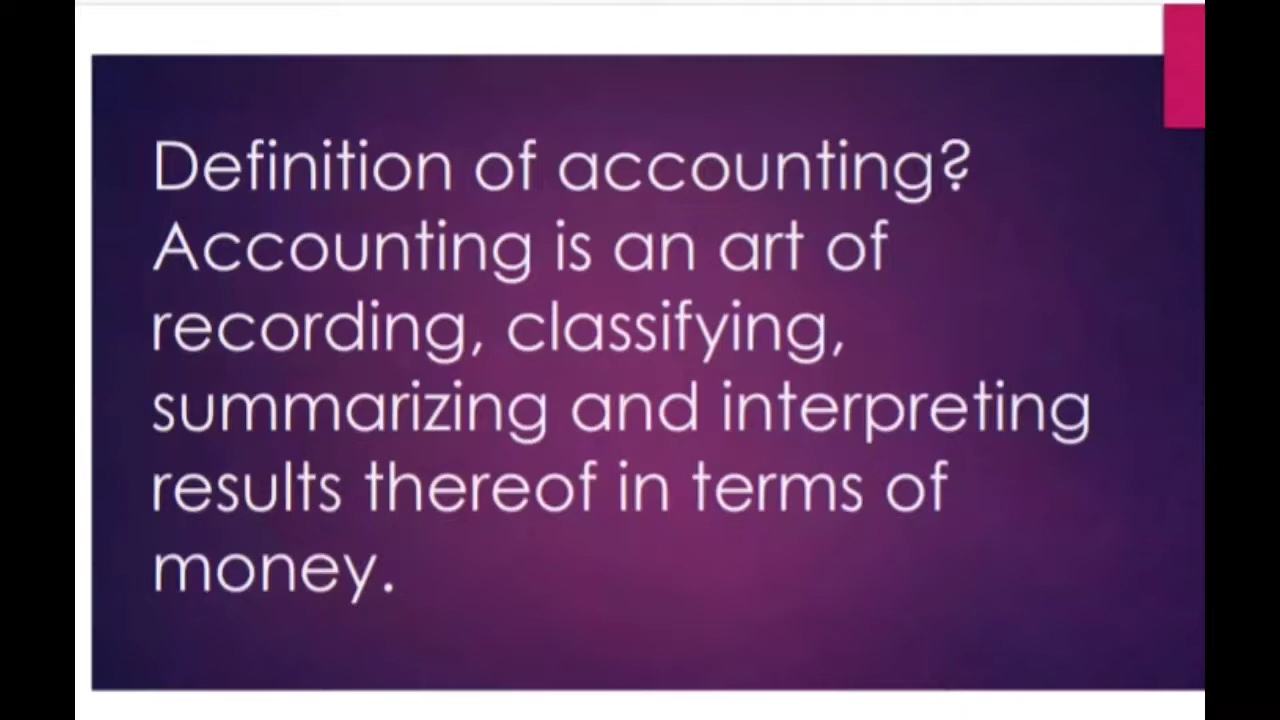 Definition of accounting?
Accounting is an art of
recording, classifying,
summarizing and interpreting
results thereof in terms of
money.